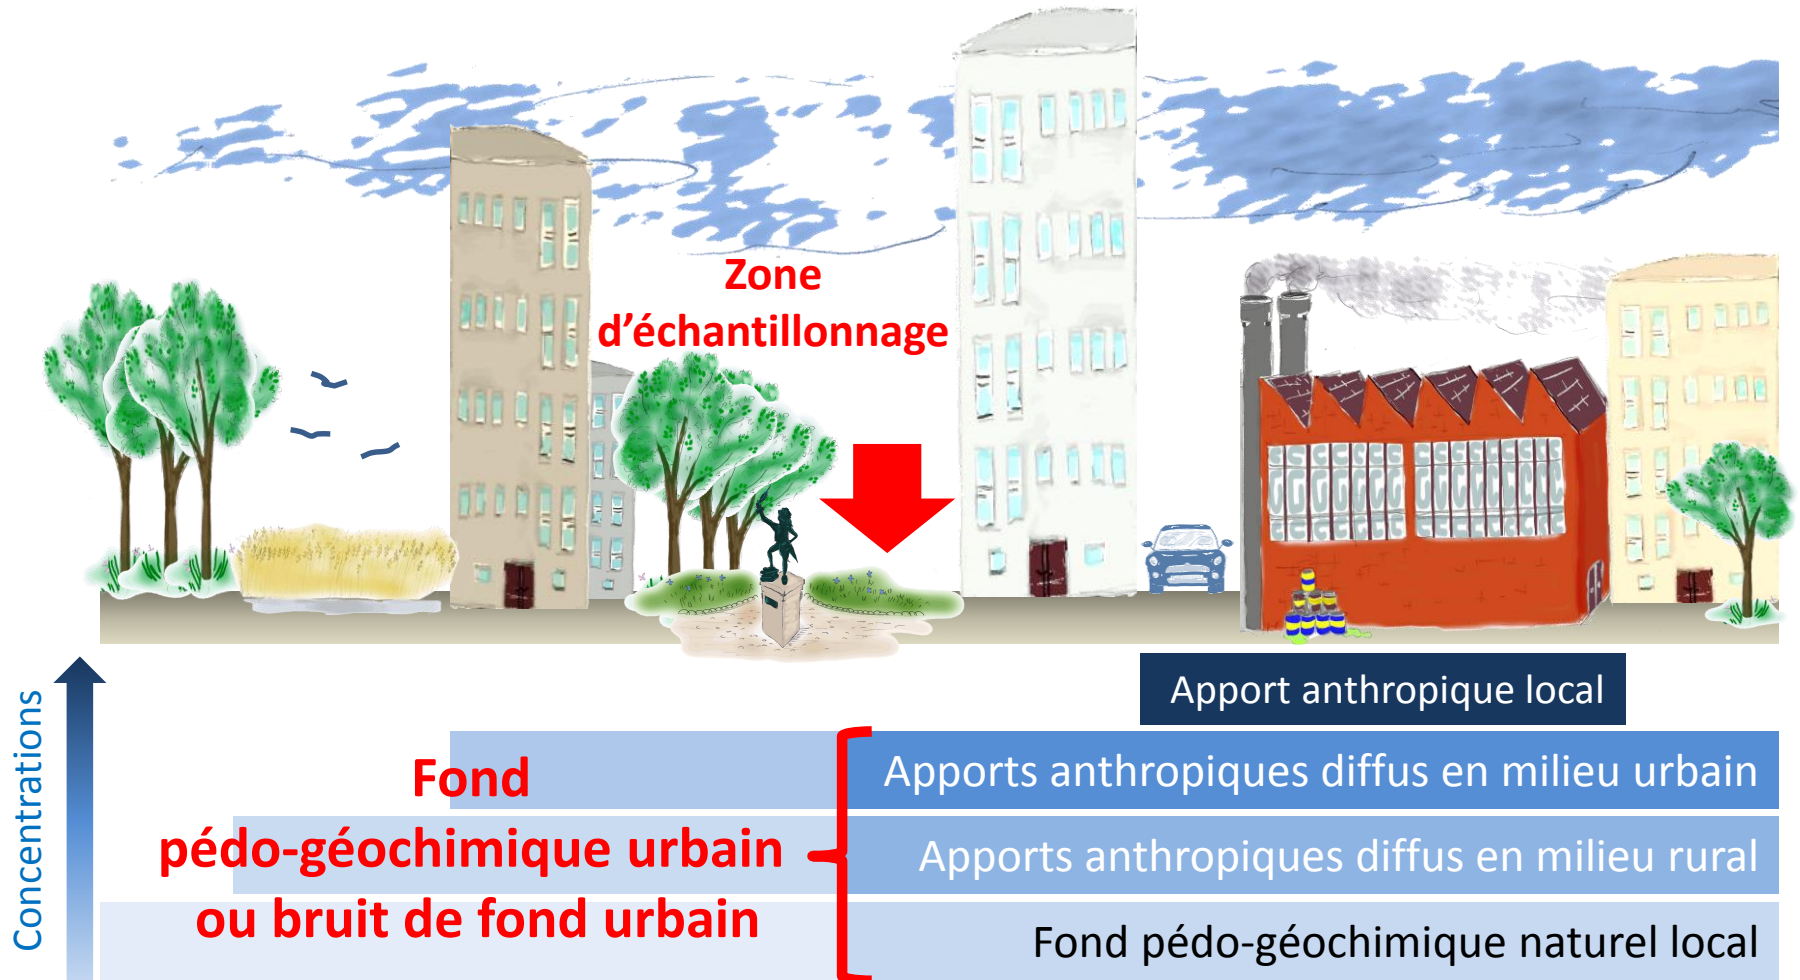 Zone
d’échantillonnage
Apport anthropique local
Concentrations
Fond
pédo-géochimique urbain
ou bruit de fond urbain
Apports anthropiques diffus en milieu urbain
Apports anthropiques diffus en milieu rural
Fond pédo-géochimique naturel local